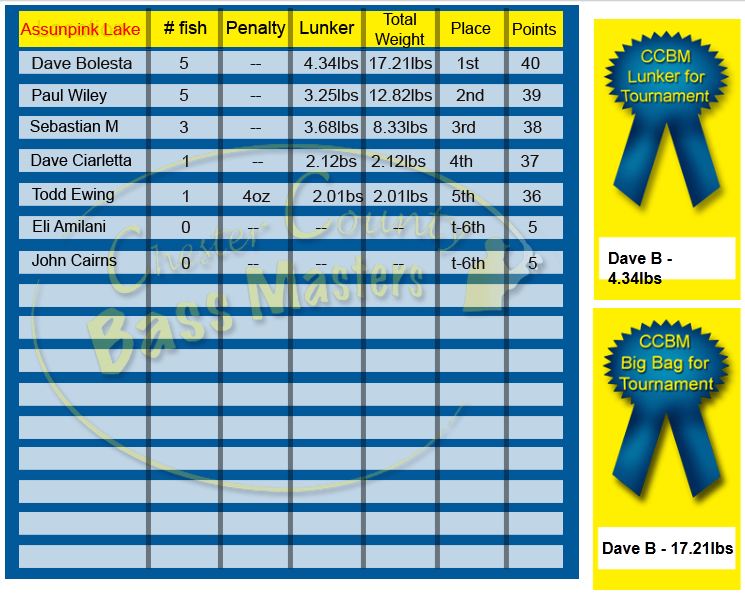 Assunpink Lake # fish Penalty Lunker Total Weight Place Points
Dave Bolesta 5 -- 4.34lbs 17.21lbs 1st 40
Paul Wiley 5 -- 3.25lbs 12.82lbs 2nd 39
Sebastian M 3 -- 3.68lbs 8.33lbs 3rd 38
Dave Ciarletta 1 -- 2.12bs 2.12lbs 4th 37
Todd Ewing 1 4oz 2.01bs 2.01lbs 5th 36
Eli Amilani 0 -- -- -- t-6th 5
John Cairns 0 -- -- -- t-6th 5
Chester County
Bass Masters
CCBM
Lunker for
Tournament
Dave B -
4.34lbs
CCBM
Big Bag for
Tournament
Dave B - 17.21lbs